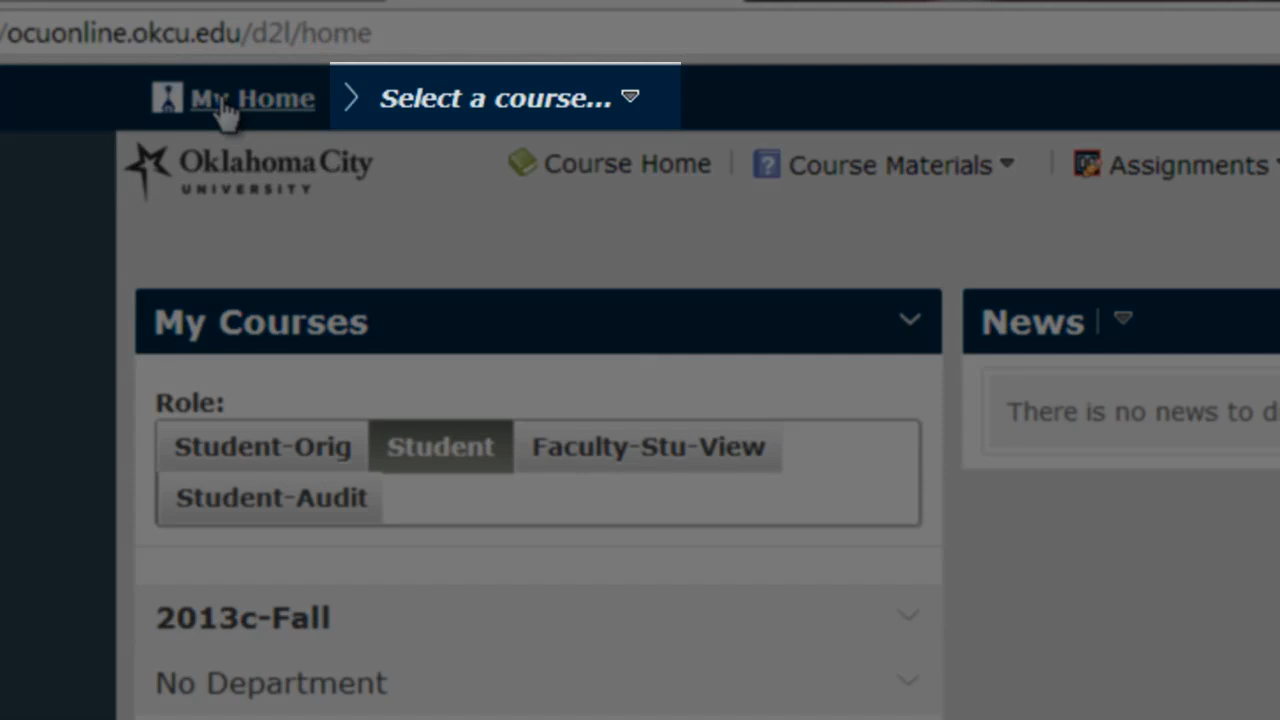 /ocuonline.okcu.edu/d2l/home
My Home
Select a course...
Oklahoma City
UNIVERSITY
Course Home
Course Materials
Assignments
My Courses
News
Role:
There is no news to d
Student-Orig
Student
Faculty-Stu-View
Student-Audit
2013c-Fall
No Department